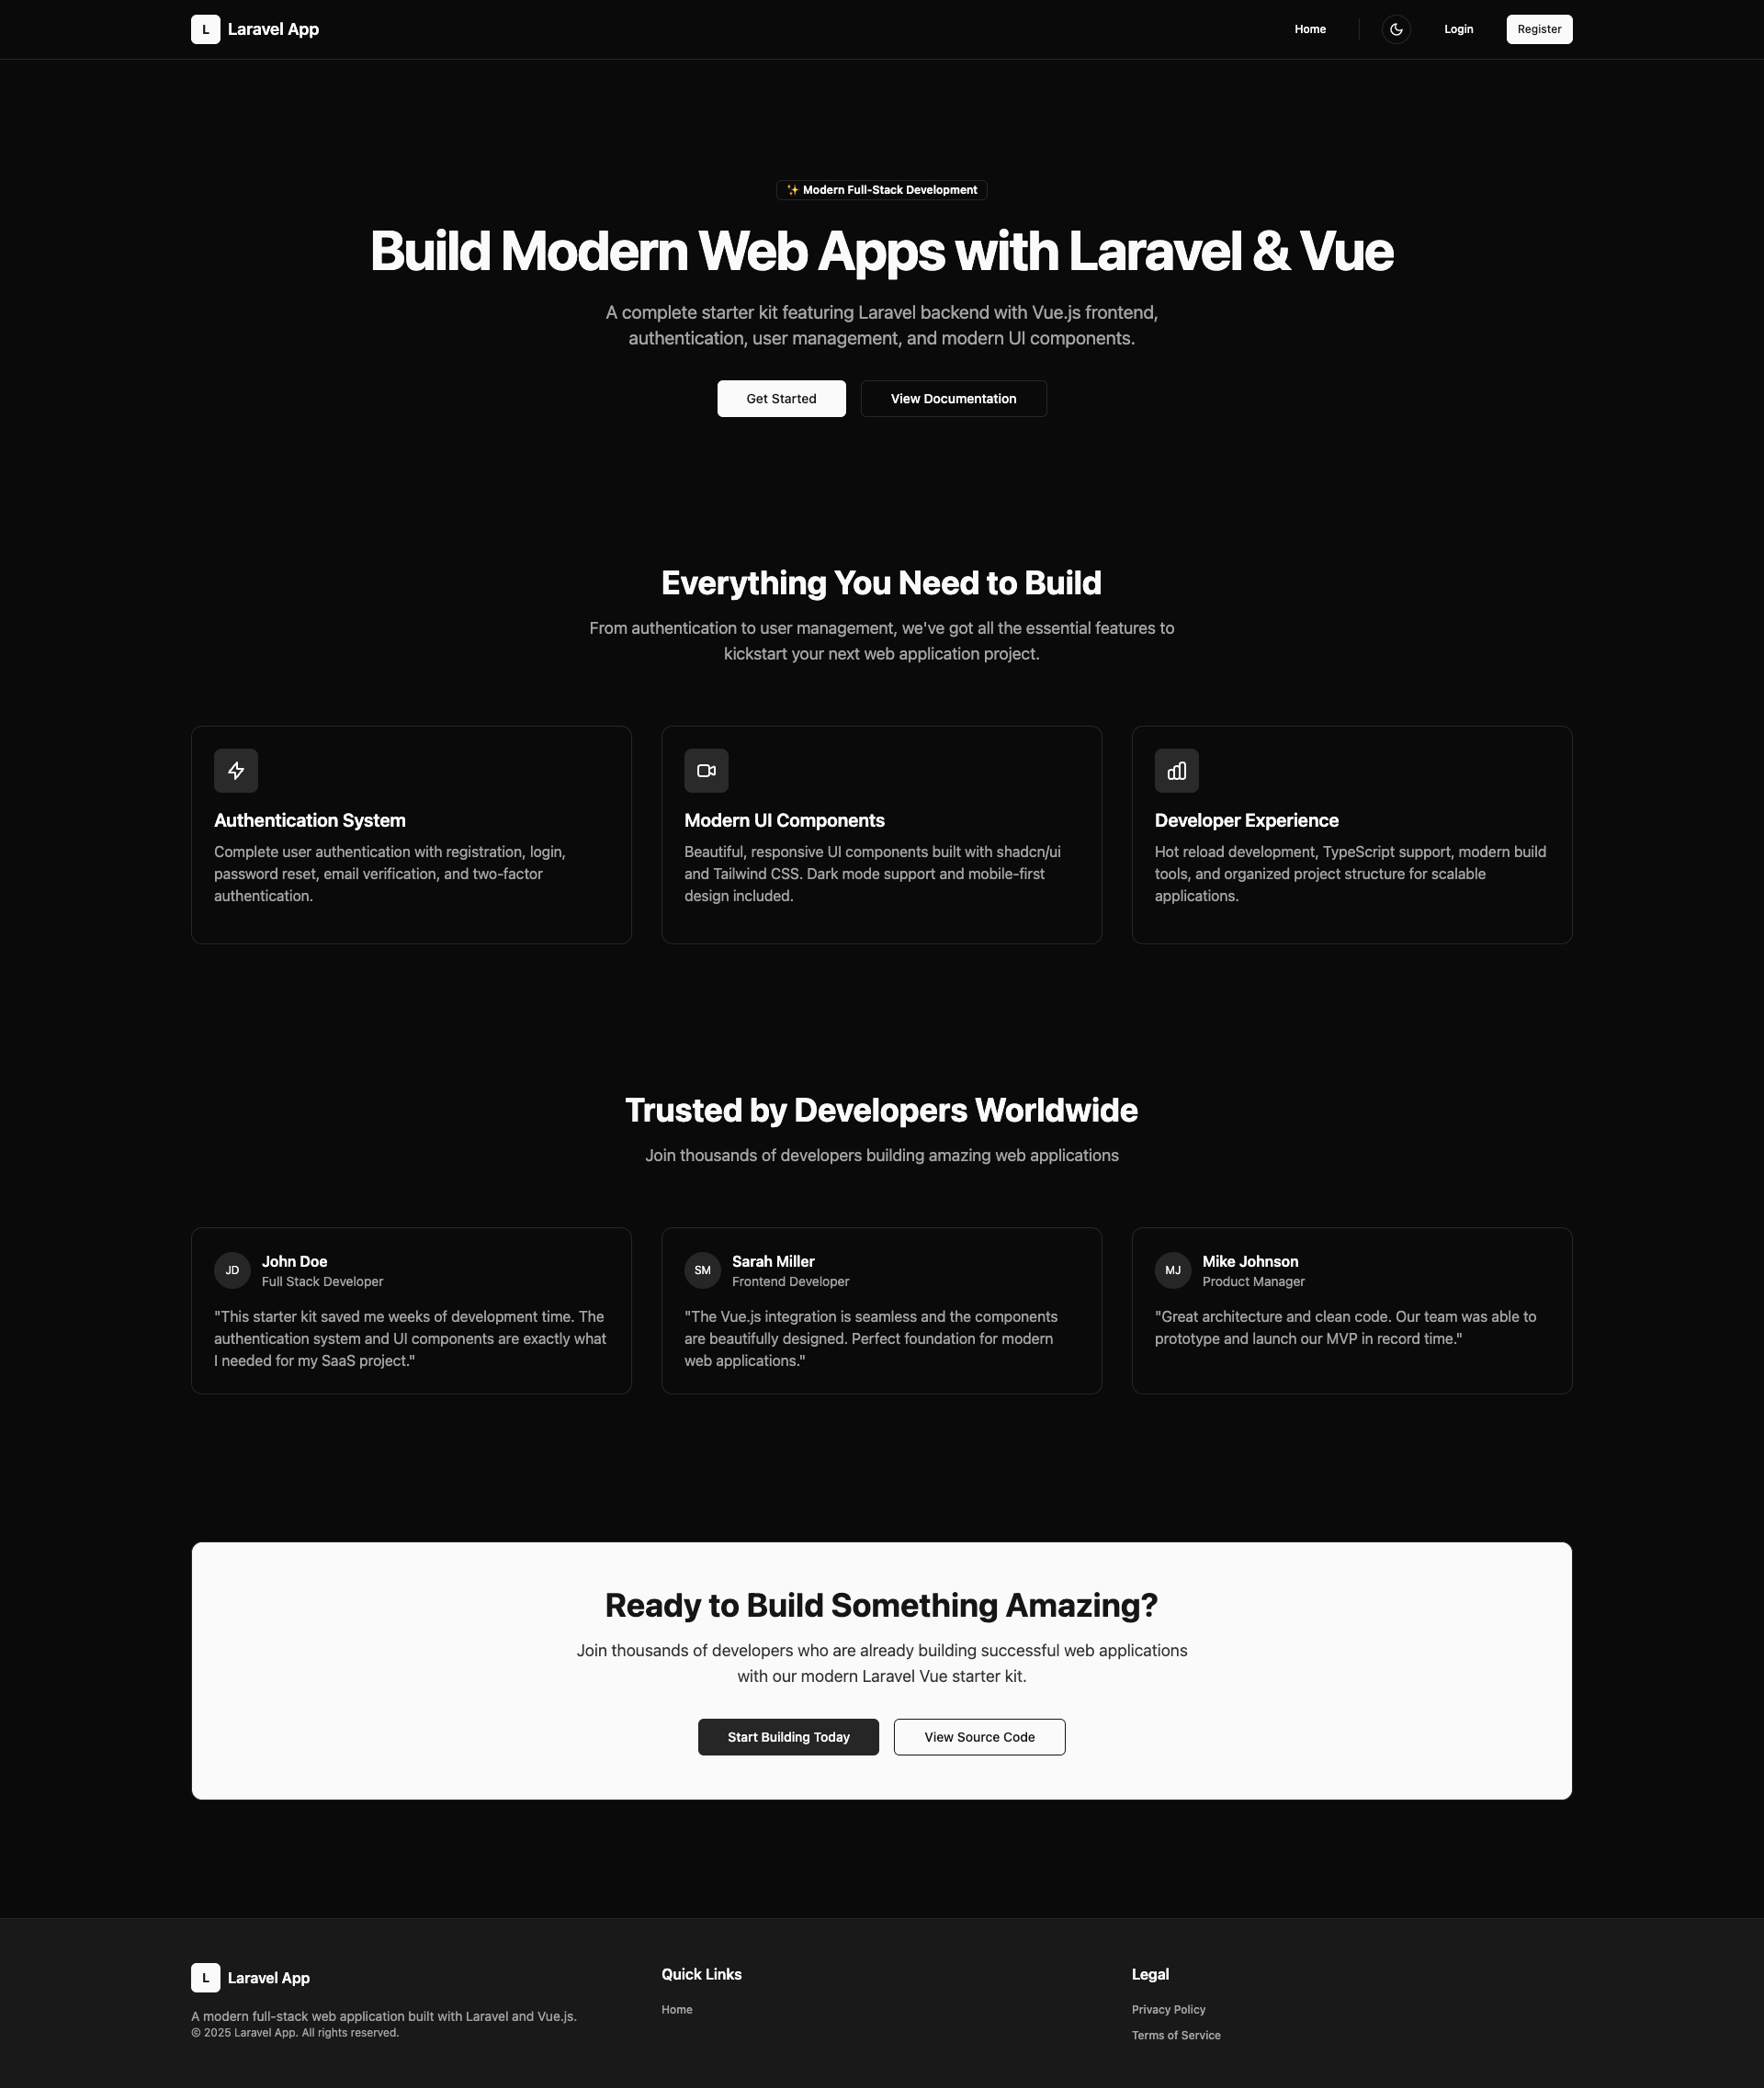 L Laravel App
Home
Login
Register
✨ Modern Full-Stack Development
Build Modern Web Apps with Laravel & Vue
A complete starter kit featuring Laravel backend with Vue.js frontend,
authentication, user management, and modern UI components.
Get Started
View Documentation
Everything You Need to Build
From authentication to user management, we've got all the essential features to
kickstart your next web application project.
Authentication System
Complete user authentication with registration, login,
password reset, email verification, and two-factor
authentication.
Modern UI Components
Beautiful, responsive UI components built with shadcn/ui
and Tailwind CSS. Dark mode support and mobile-first
design included.
Developer Experience
Hot reload development, TypeScript support, modern build
tools, and organized project structure for scalable
applications.
Trusted by Developers Worldwide
Join thousands of developers building amazing web applications
JD
John Doe
Full Stack Developer
"This starter kit saved me weeks of development time. The
authentication system and UI components are exactly what
I needed for my SaaS project."
SM
Sarah Miller
Frontend Developer
"The Vue.js integration is seamless and the components
are beautifully designed. Perfect foundation for modern
web applications."
MJ
Mike Johnson
Product Manager
"Great architecture and clean code. Our team was able to
prototype and launch our MVP in record time."
Ready to Build Something Amazing?
Join thousands of developers who are already building successful web applications
with our modern Laravel Vue starter kit.
Start Building Today
View Source Code
L Laravel App
A modern full-stack web application built with Laravel and Vue.js.
© 2025 Laravel App. All rights reserved.
Quick Links
Home
Legal
Privacy Policy
Terms of Service